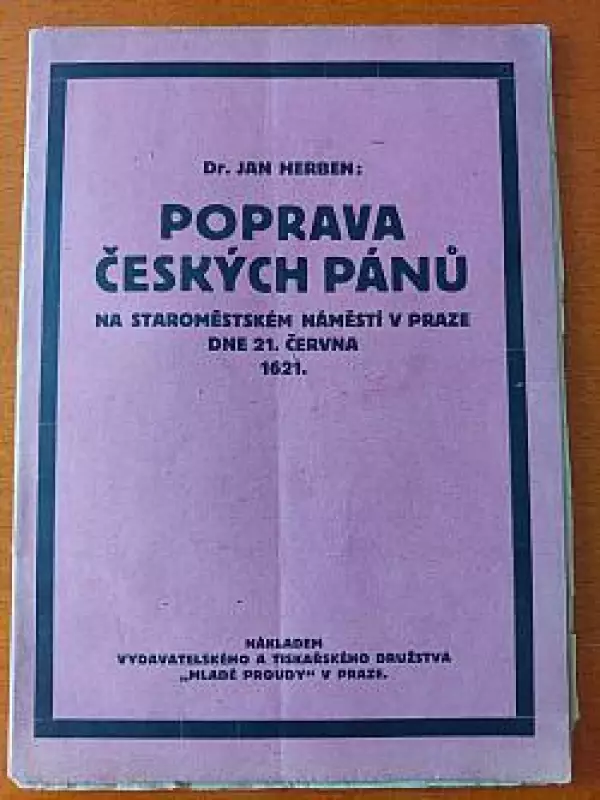 Dr. JAN HERBEN:
POPRAVA
ČESKÝCH PÁNŮ
NA STAROMĚSTSKÉM NÁMĚSTÍ V PRAZE
DNE 21. ČERVNA
1621.
NÁKLADEM
VYDAVATELSKÉHO A TISKAŘSKÉHO DRUŽSTVA
„MLADÉ PROUDY" V PRAZE.